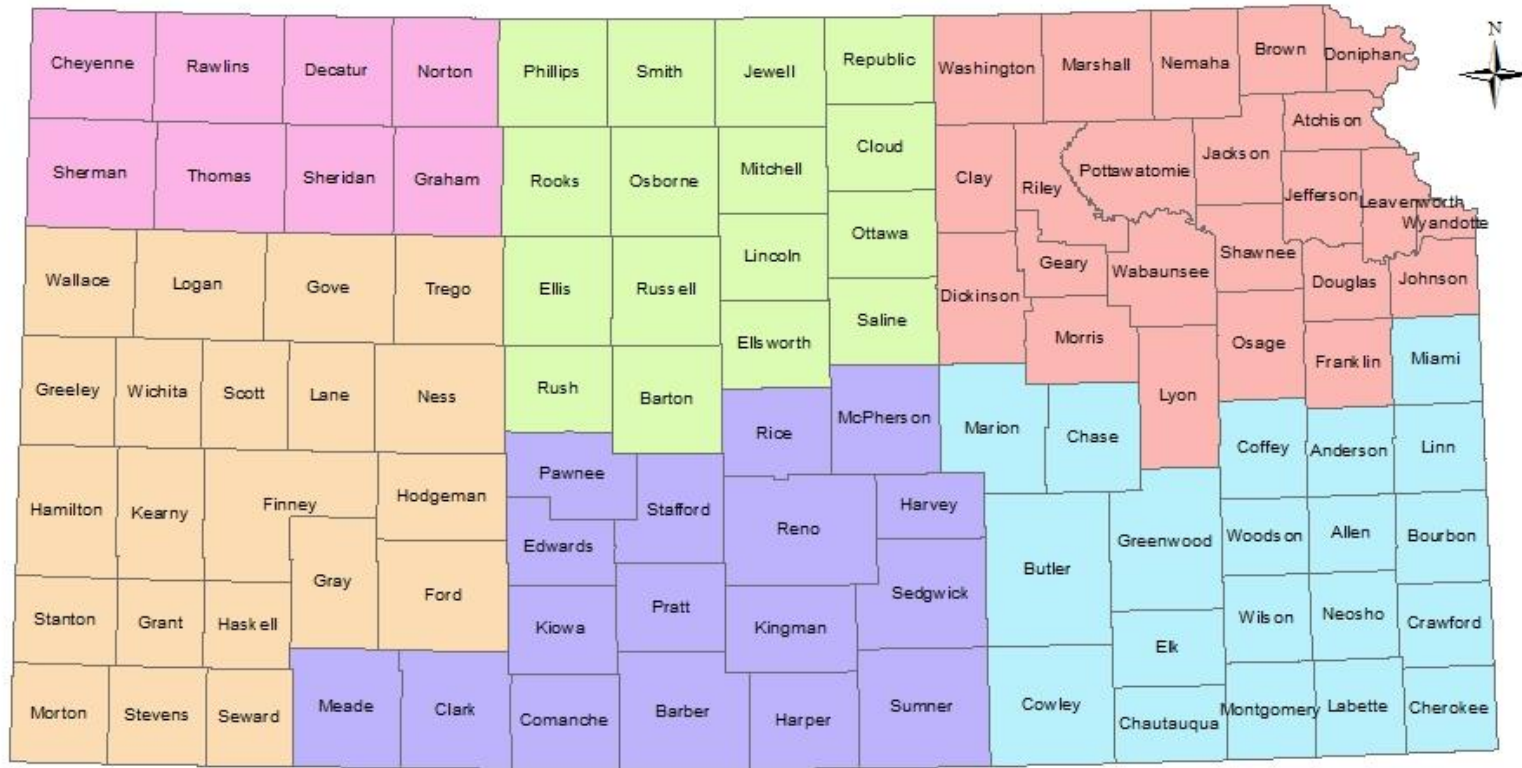 N
Cheyenne
Rawlins
Decatur
Norton
Phillips
Smith
Jewell
Republic
Washington
Marshall
Nemaha
Brown
Doniphan
Atchison
Sherman
Thomas
Sheridan
Graham
Rooks
Osborne
Mitchell
Cloud
Clay
Riley
Pottawatomie
Jackson
Jefferson
Leavenworth
Wyandotte
Wallace
Logan
Gove
Trego
Ellis
Russell
Lincoln
Ottawa
Saline
Dickinson
Geary
Wabaunsee
Shawnee
Douglas
Johnson
Greeley
Wichita
Scott
Lane
Ness
Rush
Barton
Ellsworth
Morris
Osage
Franklin
Miami
Rice
McPherson
Marion
Chase
Lyon
Coffey
Anderson
Linn
Hamilton
Kearny
Finney
Hodgeman
Pawnee
Stafford
Reno
Harvey
Edwards
Gray
Ford
Butler
Greenwood
Woodson
Allen
Bourbon
Stanton
Grant
Haskell
Kiowa
Pratt
Kingman
Sedgwick
Elk
Wilson
Neosho
Crawford
Morton
Stevens
Seward
Meade
Clark
Comanche
Barber
Harper
Sumner
Cowley
Chautauqua
Montgomery
Labette
Cherokee